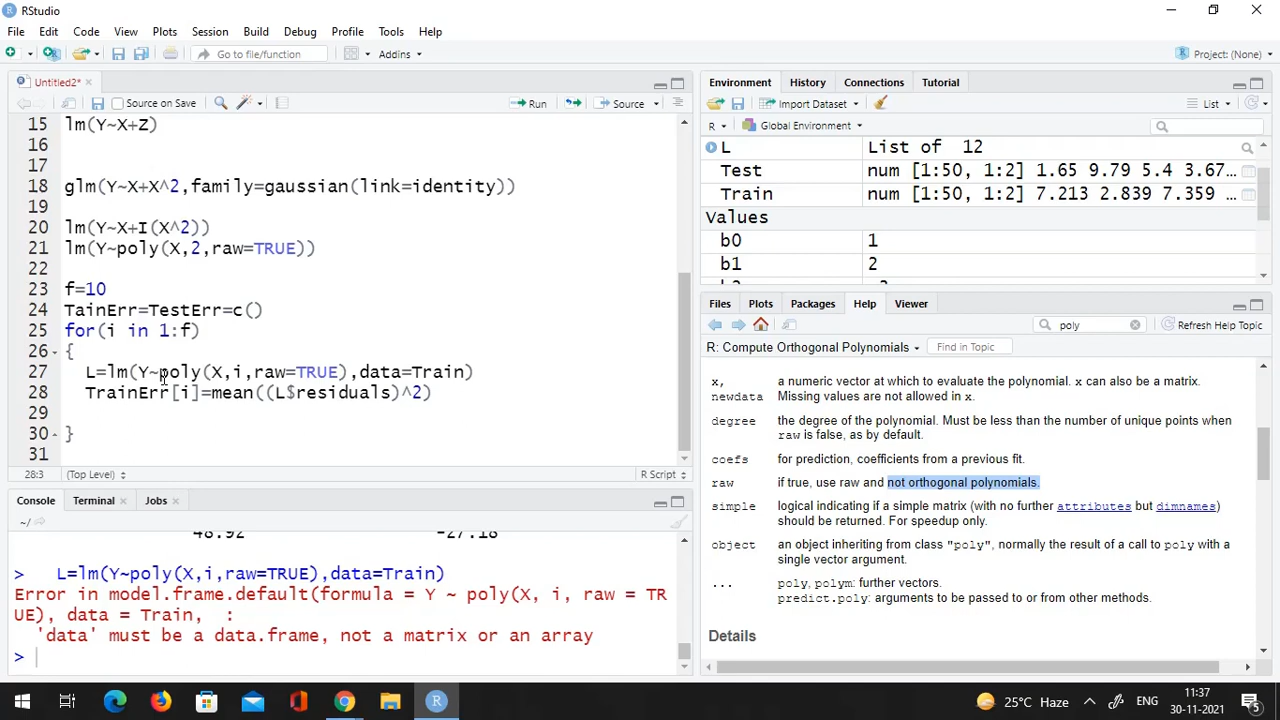 RStudio
File Edit Code View Plots Session Build Debug Profile Tools Help
Go to file/function Addins Project: (None)
Untitled2*
Source on Save Run Source
15 lm(Y~X+Z)
16
17
18 glm(Y~X+X^2,family=gaussian(link=identity))
19
20 lm(Y~X+I(X^2))
21 lm(Y~poly(X,2,raw=TRUE))
22
23 f=10
24 TainErr=TestErr=c()
25 for(i in 1:f)
26 {
27 L=lm(Y~poly(X,i,raw=TRUE),data=Train)
28 TrainErr[i]=mean((L$residuals)^2)
29
30 }
31
28:3 (Top Level) R Script
Console Terminal Jobs
~/
48.92 -27.18
> L=lm(Y~poly(X,i,raw=TRUE),data=Train)
Error in model.frame.default(formula = Y ~ poly(X, i, raw = TR
UE), data = Train, :
'data' must be a data.frame, not a matrix or an array
>
Environment History Connections Tutorial
Import Dataset List
R Global Environment
L List of 12
Test num [1:50, 1:2] 1.65 9.79 5.4 3.67...
Train num [1:50, 1:2] 7.213 2.839 7.359 ...
Values
b0 1
b1 2
Files Plots Packages Help Viewer
poly Refresh Help Topic
R: Compute Orthogonal Polynomials Find in Topic
x, a numeric vector at which to evaluate the polynomial. x can also be a matrix.
newdata Missing values are not allowed in x.
degree the degree of the polynomial. Must be less than the number of unique points when
raw is false, as by default.
coefs for prediction, coefficients from a previous fit.
raw if true, use raw and not orthogonal polynomials.
simple logical indicating if a simple matrix (with no further attributes but dimnames)
should be returned. For speedup only.
object an object inheriting from class "poly", normally the result of a call to poly with a
single vector argument.
... poly, polym: further vectors.
predict.poly: arguments to be passed to or from other methods.
Details
25°C Haze ENG 11:37
30-11-2021 5